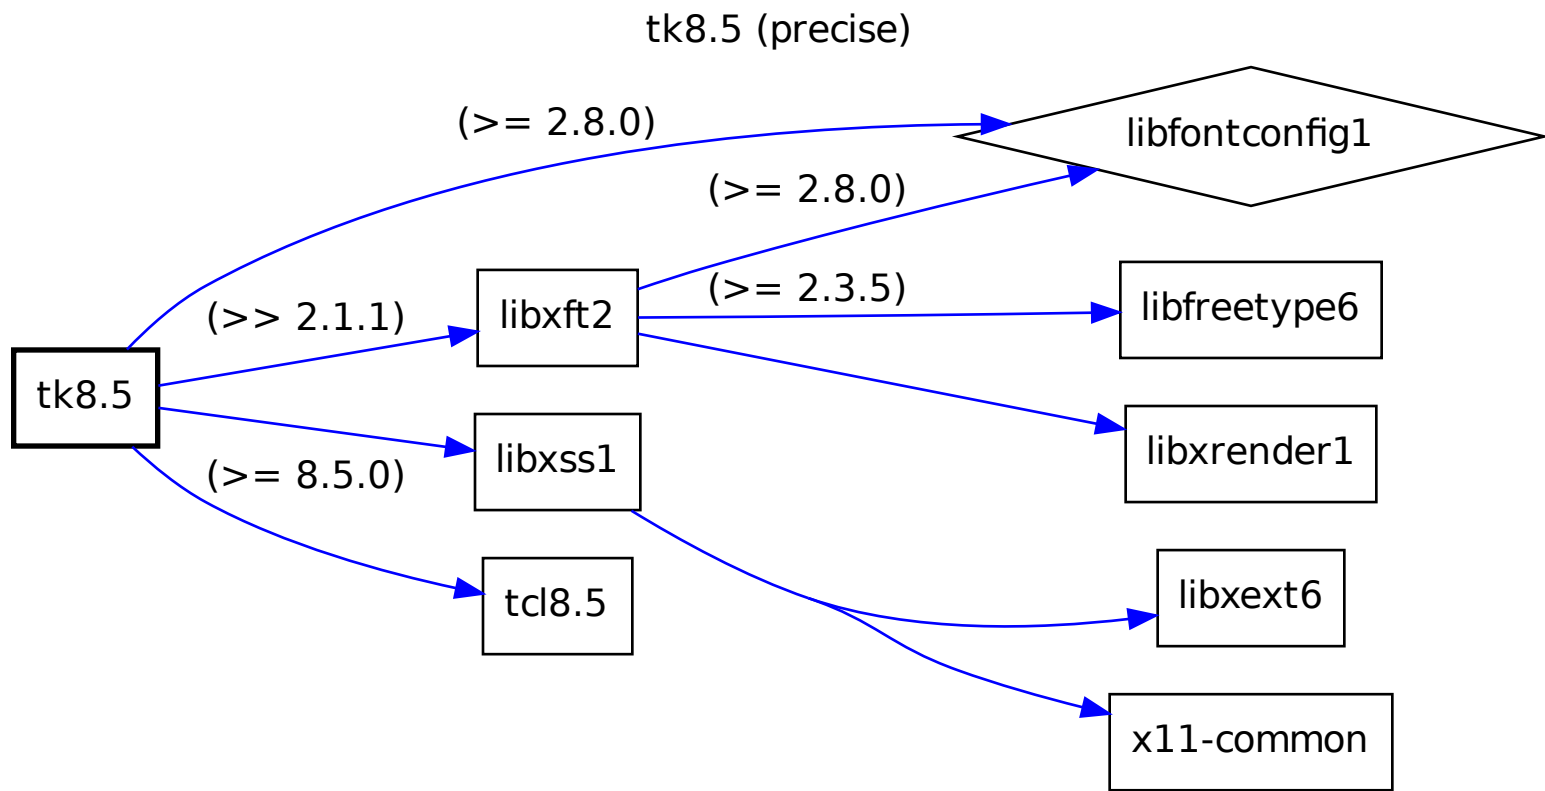 tk8.5 (precise)
(>= 2.8.0)
libfontconfig1
(>= 2.8.0)
(>= 2.3.5)
libfreetype6
(>> 2.1.1)
libxft2
tk8.5
libxrender1
libxss1
(>= 8.5.0)
tcl8.5
libxext6
x11-common